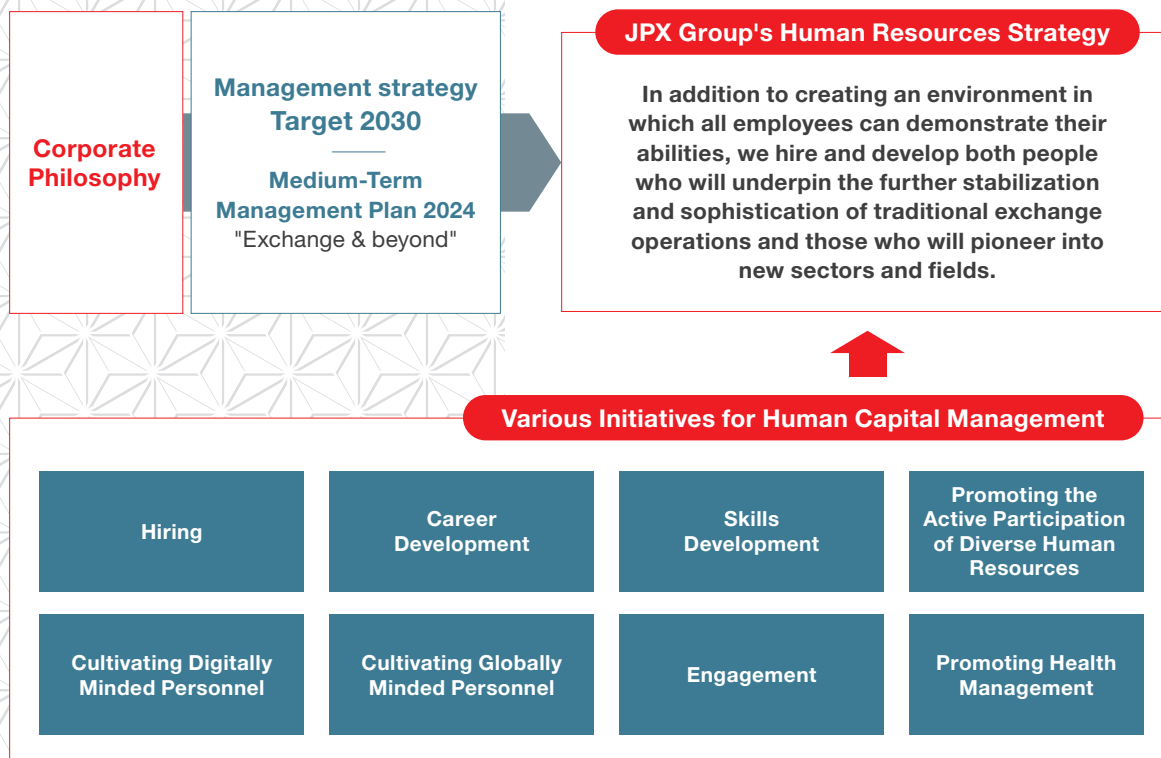 Corporate
Philosophy
Management strategy
Target 2030
Medium-Term
Management Plan 2024
"Exchange & beyond"
JPX Group's Human Resources Strategy
In addition to creating an environment in
which all employees can demonstrate their
abilities, we hire and develop both people
who will underpin the further stabilization
and sophistication of traditional exchange
operations and those who will pioneer into
new sectors and fields.
Various Initiatives for Human Capital Management
Hiring
Career
Development
Skills
Development
Promoting the
Active Participation
of Diverse Human
Resources
Cultivating Digitally
Minded Personnel
Cultivating Globally
Minded Personnel
Engagement
Promoting Health
Management